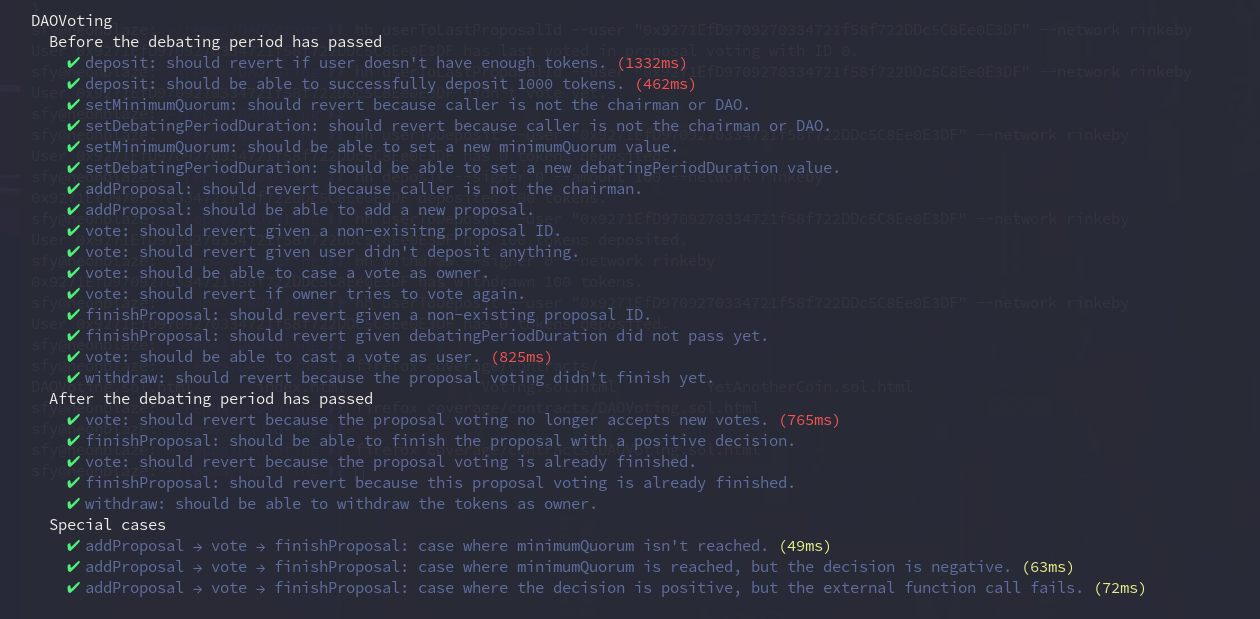 DAOVoting
Before the debating period has passed
✔ deposit: should revert if user doesn't have enough tokens. (1332ms)
✔ deposit: should be able to successfully deposit 1000 tokens. (462ms)
✔ setMinimumQuorum: should revert because caller is not the chairman or DAO.
✔ setDebatingPeriodDuration: should revert because caller is not the chairman or DAO.
✔ setMinimumQuorum: should be able to set a new minimumQuorum value.
✔ setDebatingPeriodDuration: should be able to set a new debatingPeriodDuration value.
✔ addProposal: should revert because caller is not the chairman.
✔ addProposal: should be able to add a new proposal.
✔ vote: should revert given a non-exisitng proposal ID.
✔ vote: should revert given user didn't deposit anything.
✔ vote: should be able to case a vote as owner.
✔ vote: should revert if owner tries to vote again.
✔ finishProposal: should revert given a non-existing proposal ID.
✔ finishProposal: should revert given debatingPeriodDuration did not pass yet.
✔ vote: should be able to cast a vote as user. (825ms)
✔ withdraw: should revert because the proposal voting didn't finish yet.
After the debating period has passed
✔ vote: should revert because the proposal voting no longer accepts new votes. (765ms)
✔ finishProposal: should be able to finish the proposal with a positive decision.
✔ vote: should revert because the proposal voting is already finished.
✔ finishProposal: should revert because this proposal voting is already finished.
✔ withdraw: should be able to withdraw the tokens as owner.
Special cases
✔ addProposal → vote → finishProposal: case where minimumQuorum isn't reached. (49ms)
✔ addProposal → vote → finishProposal: case where minimumQuorum is reached, but the decision is negative. (63ms)
✔ addProposal → vote → finishProposal: case where the decision is positive, but the external function call fails. (72ms)